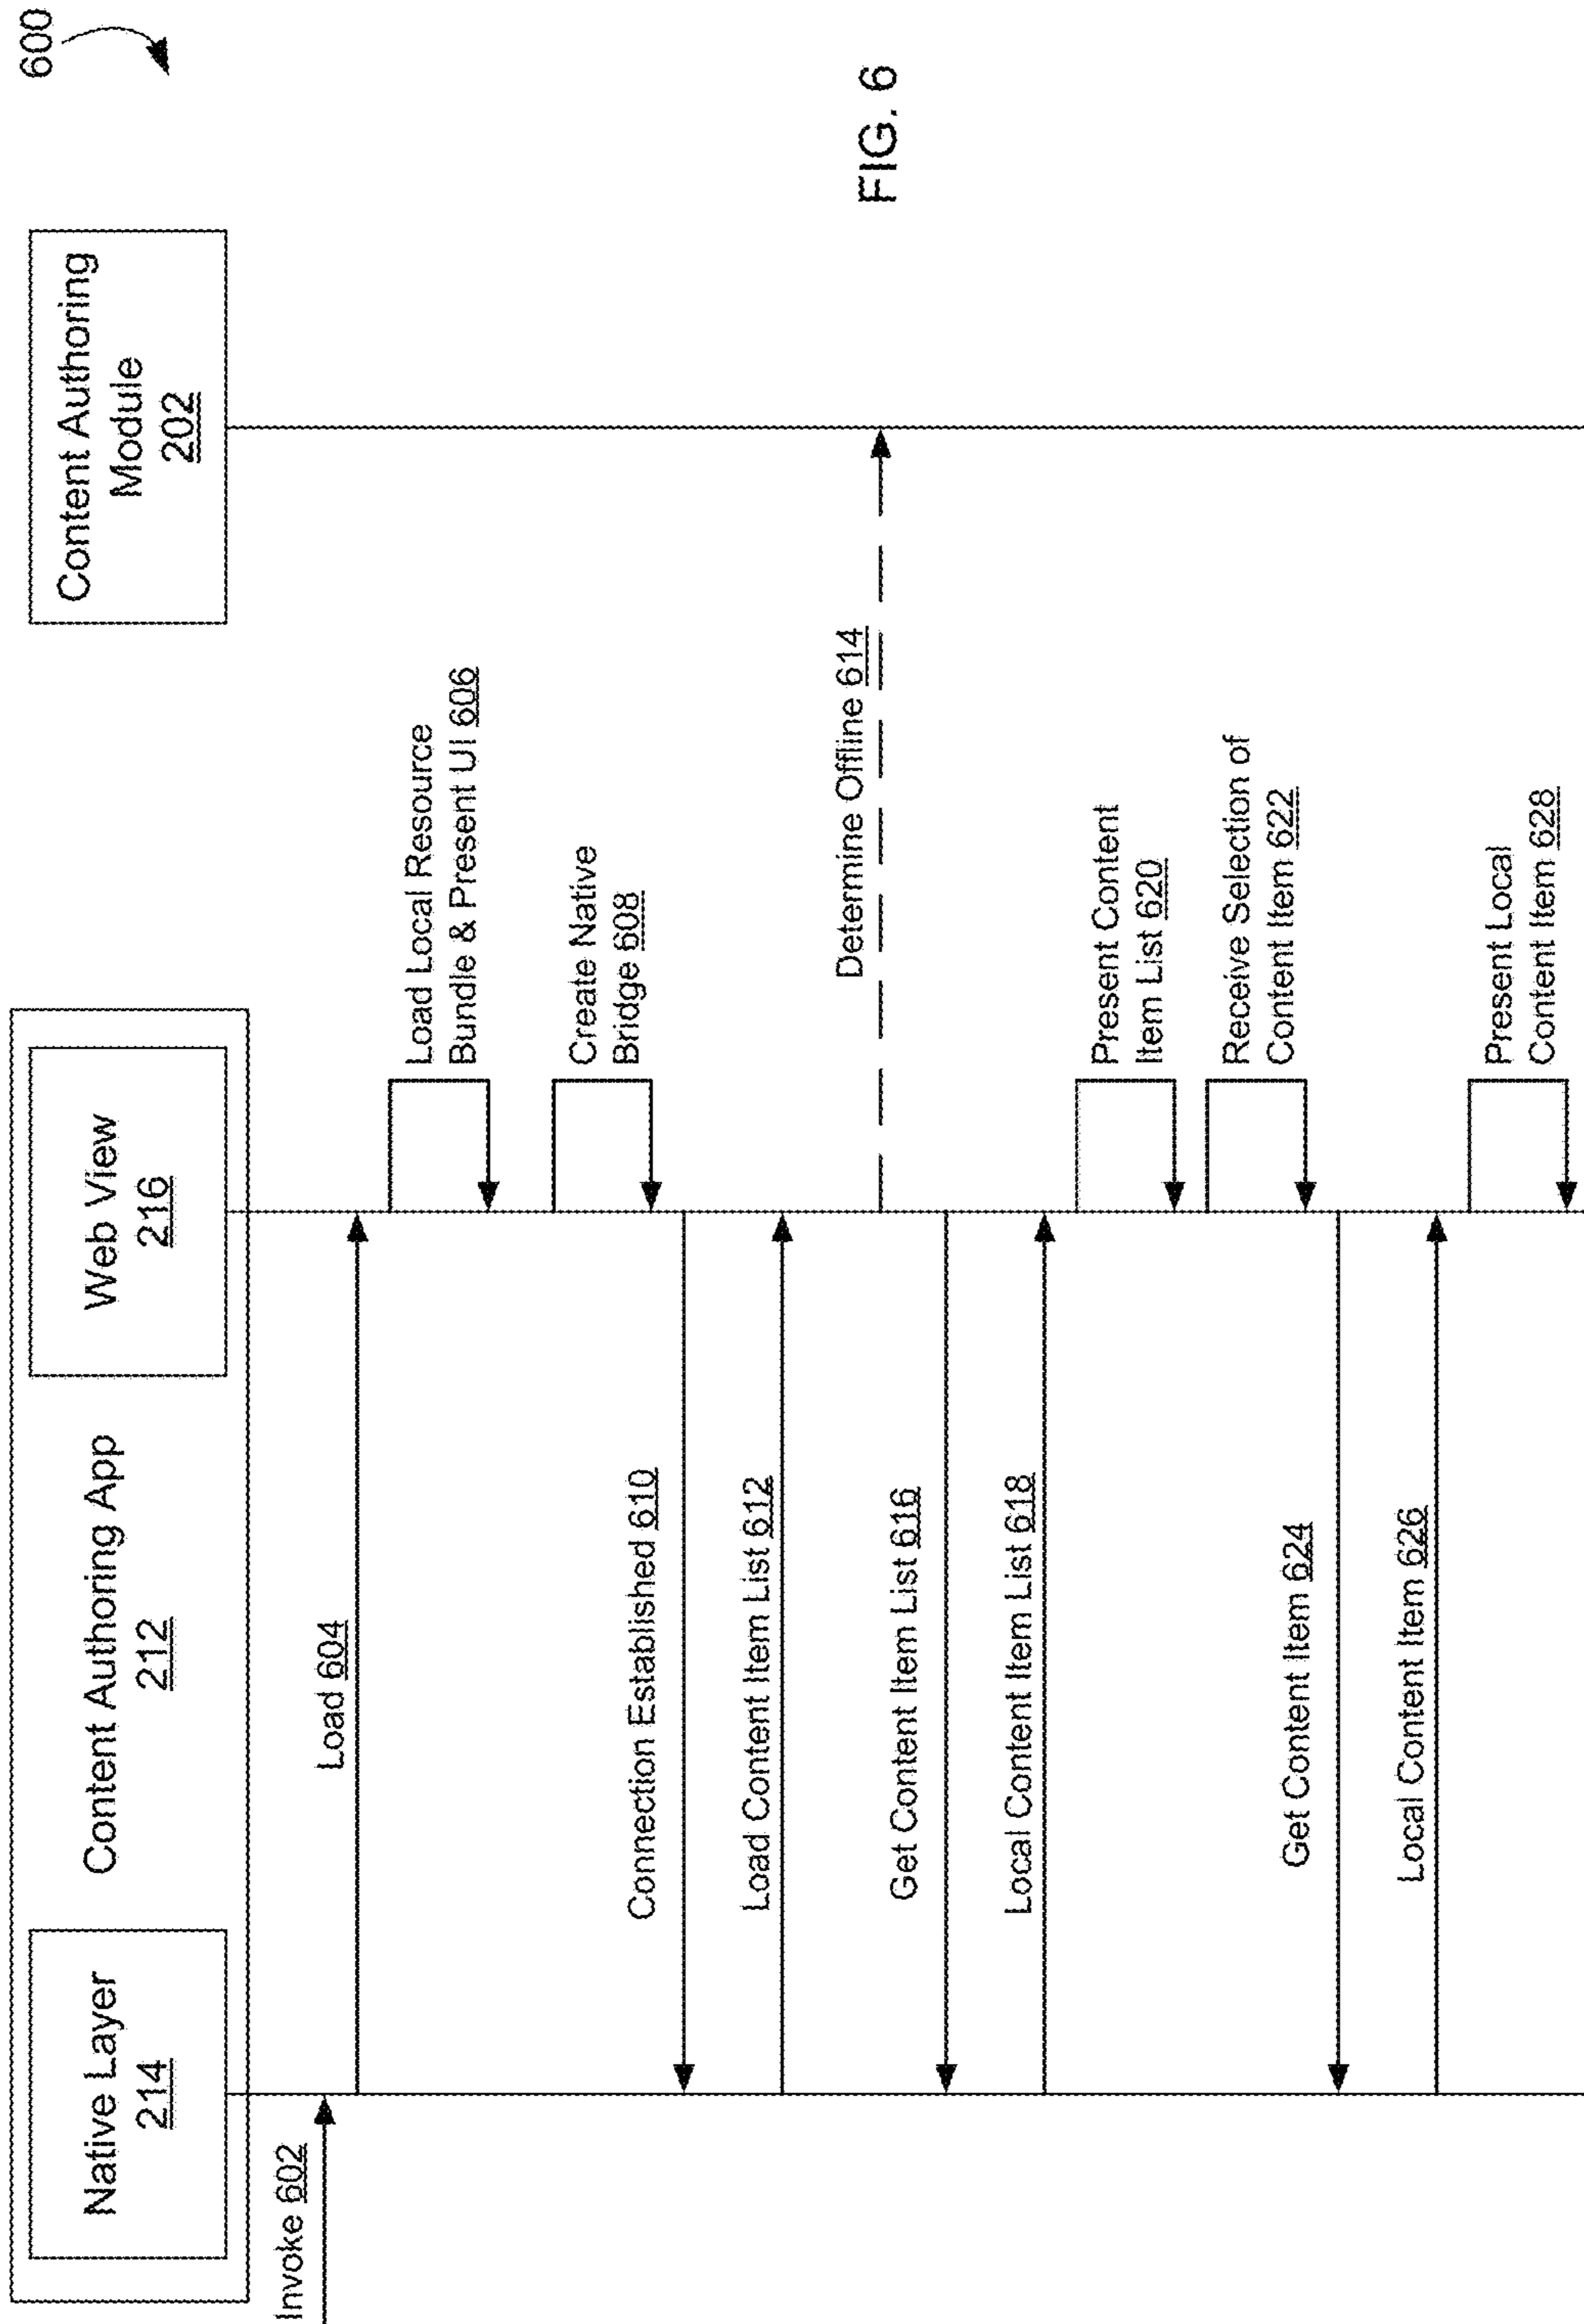 600
Native Layer
214
Content Authoring App
212
Web View
216
Content Authoring
Module
202
Invoke 602
Load 604
Load Local Resource
Bundle & Present UI 606
Create Native
Bridge 608
Connection Established 610
Load Content Item List 612
Determine Offline 614
Get Content Item List 616
Local Content Item List 618
Present Content
Item List 620
Receive Selection of
Content Item 622
Get Content Item 624
Local Content Item 626
Present Local
Content Item 628
FIG. 6